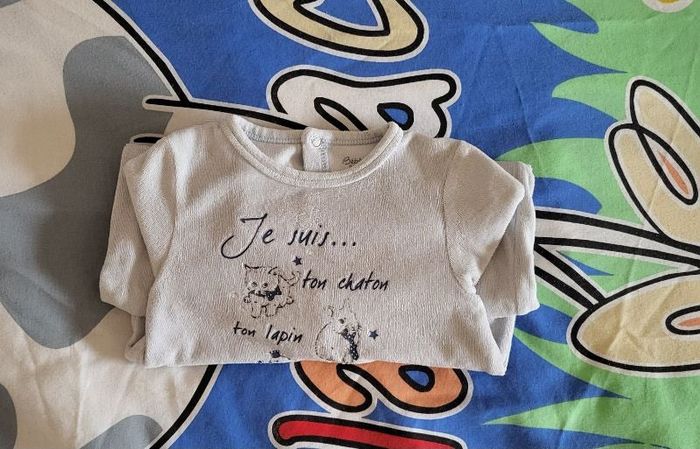 Je suis...
ton chaton
ton lapin